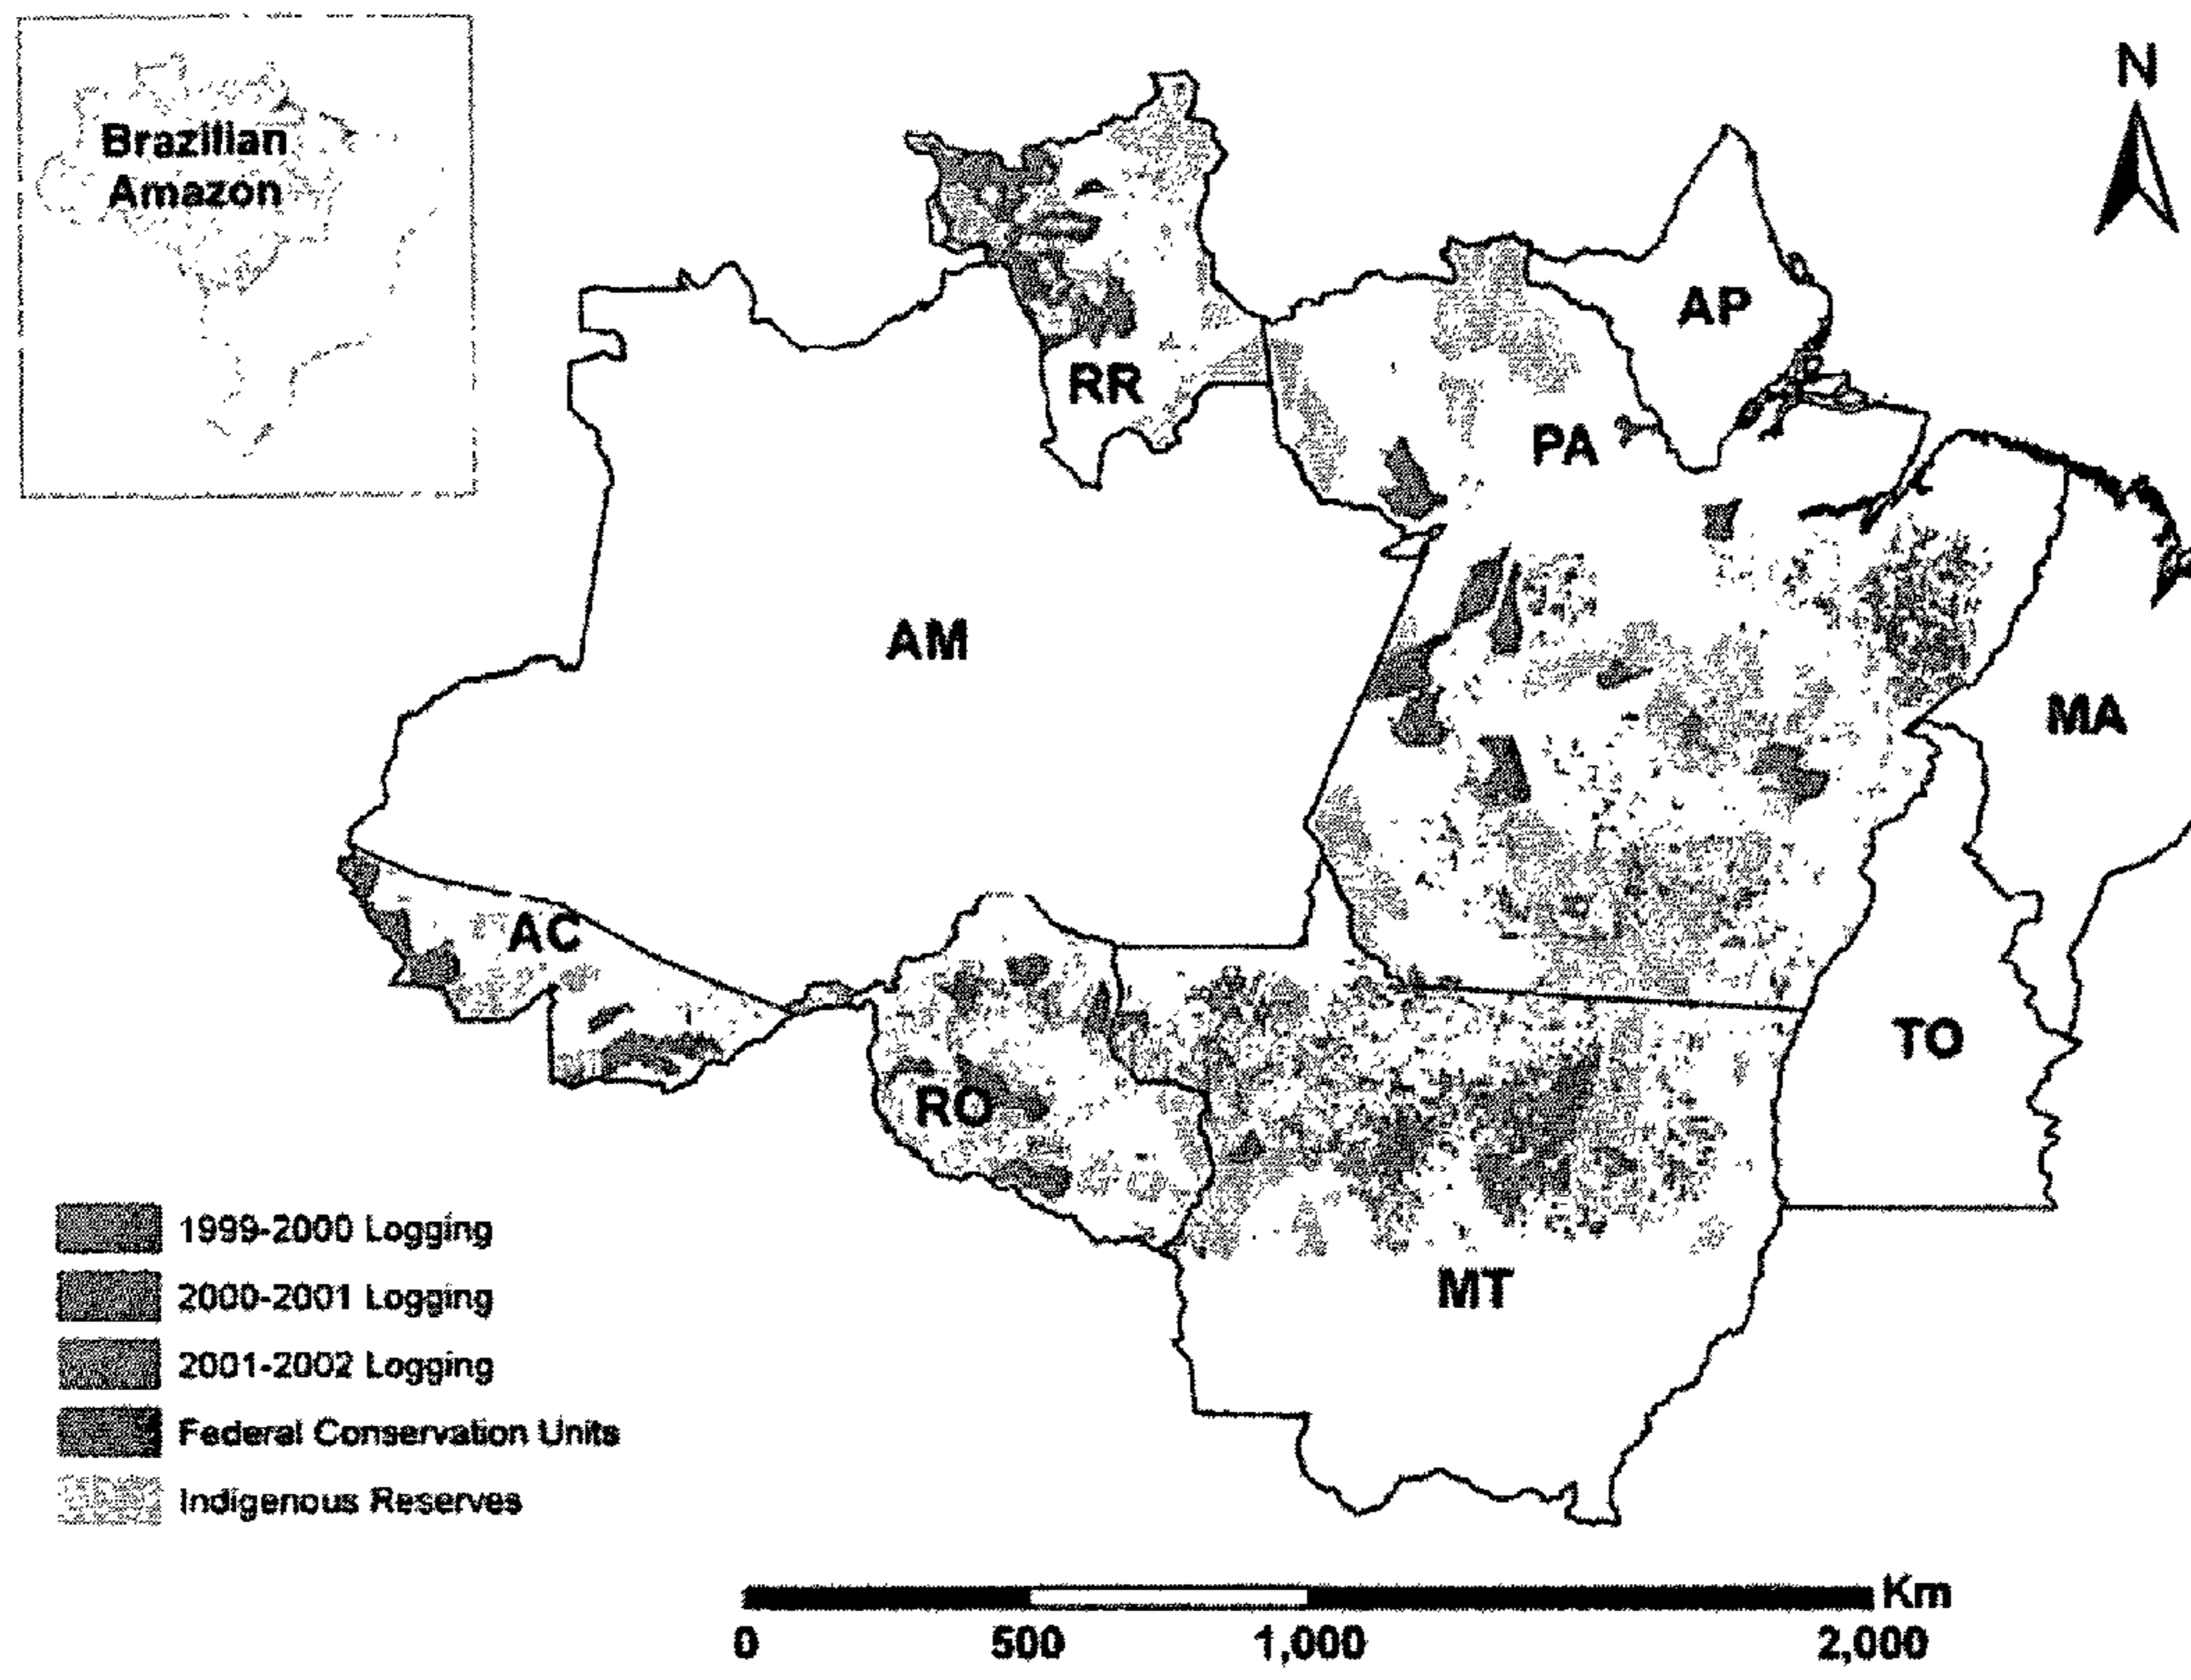 Brazilian
Amazon
N
AP
RR
PA
AM
MA
AC
TO
RO
MT
1999-2000 Logging
2000-2001 Logging
2001-2002 Logging
Federal Conservation Units
Indigenous Reserves
Km
0 500 1,000 2,000